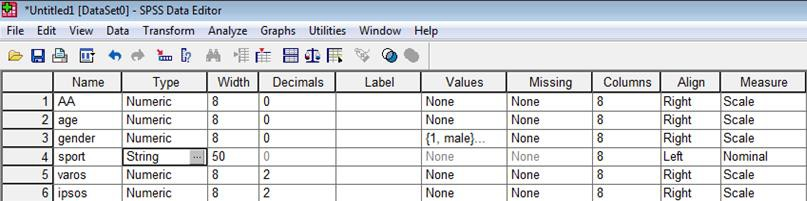 *Untitled1 [DataSet0] - SPSS Data Editor
File Edit View Data Transform Analyze Graphs Utilities Window Help
Name Type Width Decimals Label Values Missing Columns Align Measure
1 AA Numeric 8 0 None None 8 Right Scale
2 age Numeric 8 0 None None 8 Right Scale
3 gender Numeric 8 0 {1, male}... None 8 Right Scale
4 sport String ... 50 0 None None 8 Left Nominal
5 varos Numeric 8 2 None None 8 Right Scale
6 ipsos Numeric 8 2 None None 8 Right Scale